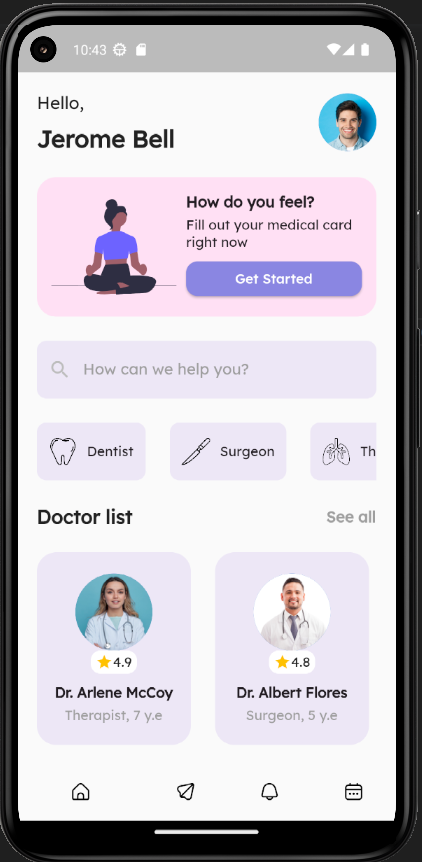 10:43
Hello,
Jerome Bell
How do you feel?
Fill out your medical card
right now
Get Started
How can we help you?
Dentist
Surgeon
Th
Doctor list
See all
4.9
4.8
Dr. Arlene McCoy
Dr. Albert Flores
Therapist, 7 y.e
Surgeon, 5 y.e